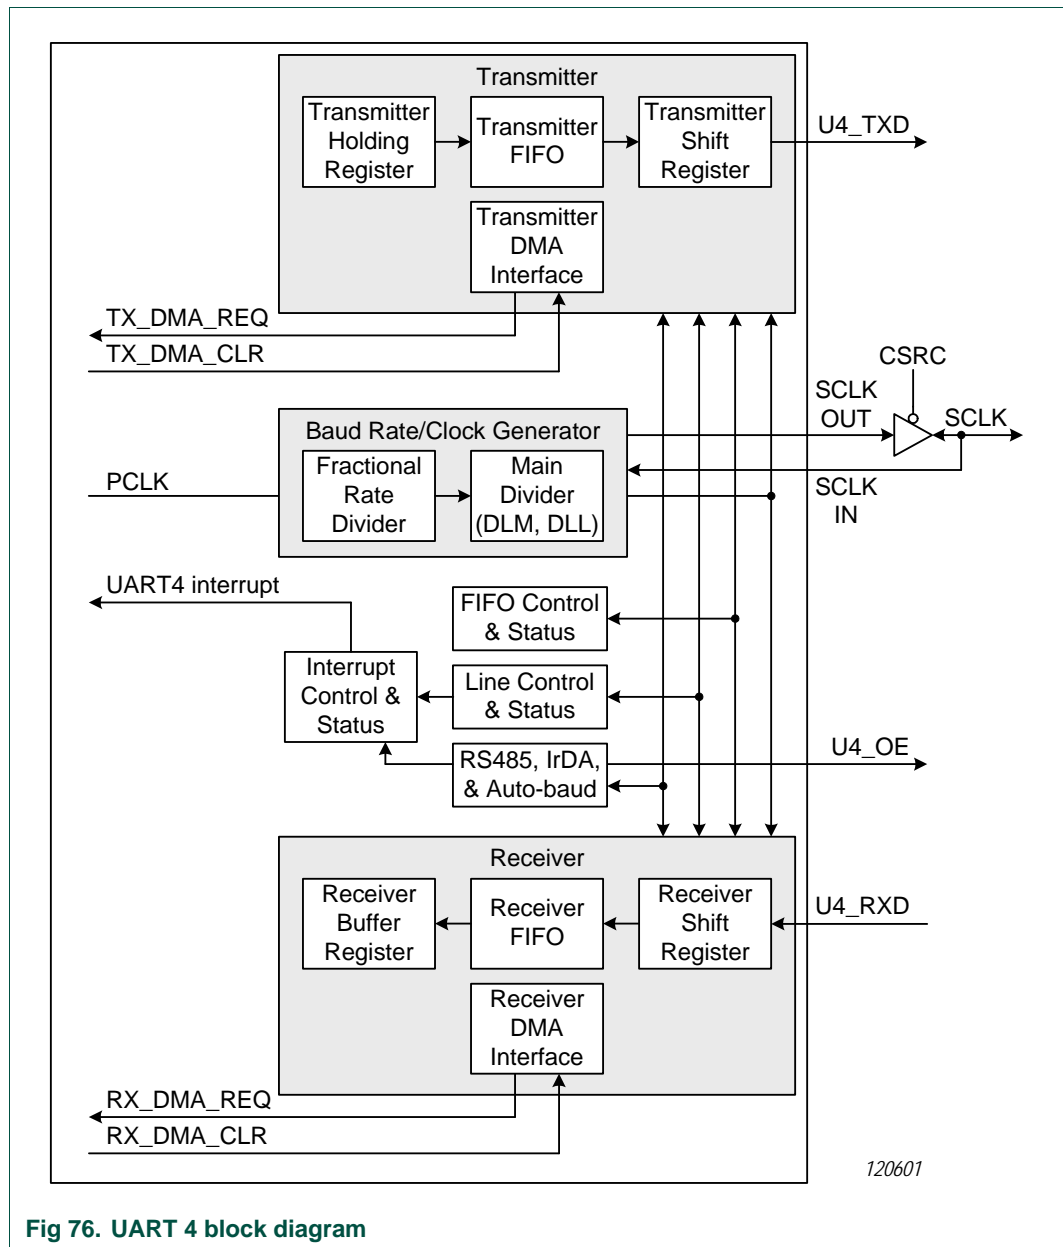 Transmitter
Transmitter
Holding
Register
Transmitter
FIFO
Transmitter
Shift
Register
U4_TXD
Transmitter
DMA
Interface
TX_DMA_REQ
TX_DMA_CLR
CSRC
SCLK
OUT
SCLK
Baud Rate/Clock Generator
PCLK
Fractional
Rate
Divider
Main
Divider
(DLM, DLL)
SCLK
IN
UART4 interrupt
FIFO Control
& Status
Interrupt
Control &
Status
Line Control
& Status
RS485, IrDA,
& Auto-baud
U4_OE
Receiver
Receiver
Buffer
Register
Receiver
FIFO
Receiver
Shift
Register
U4_RXD
Receiver
DMA
Interface
RX_DMA_REQ
RX_DMA_CLR
120601
Fig 76. UART 4 block diagram